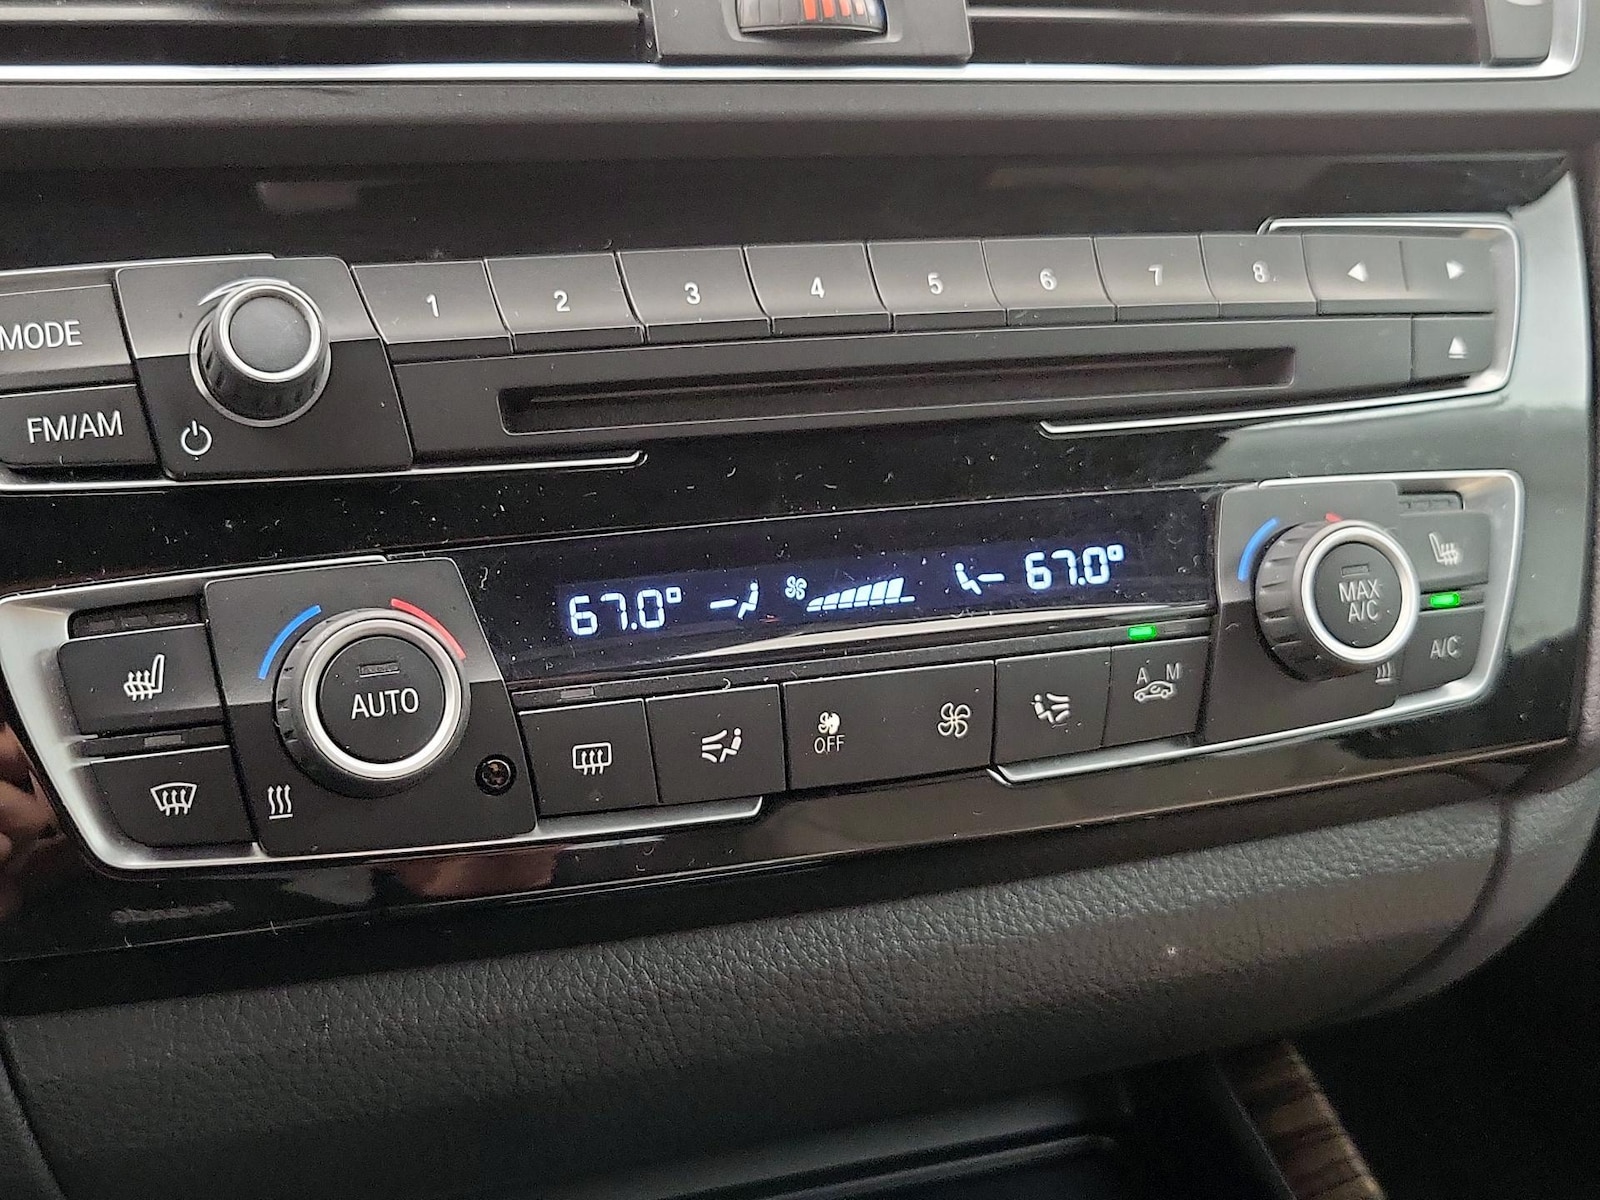 1 2 3 4 5 6 7 8
MODE
FM/AM
67.0° 67.0°
MAX
A/C
A/C
AUTO
OFF
A M